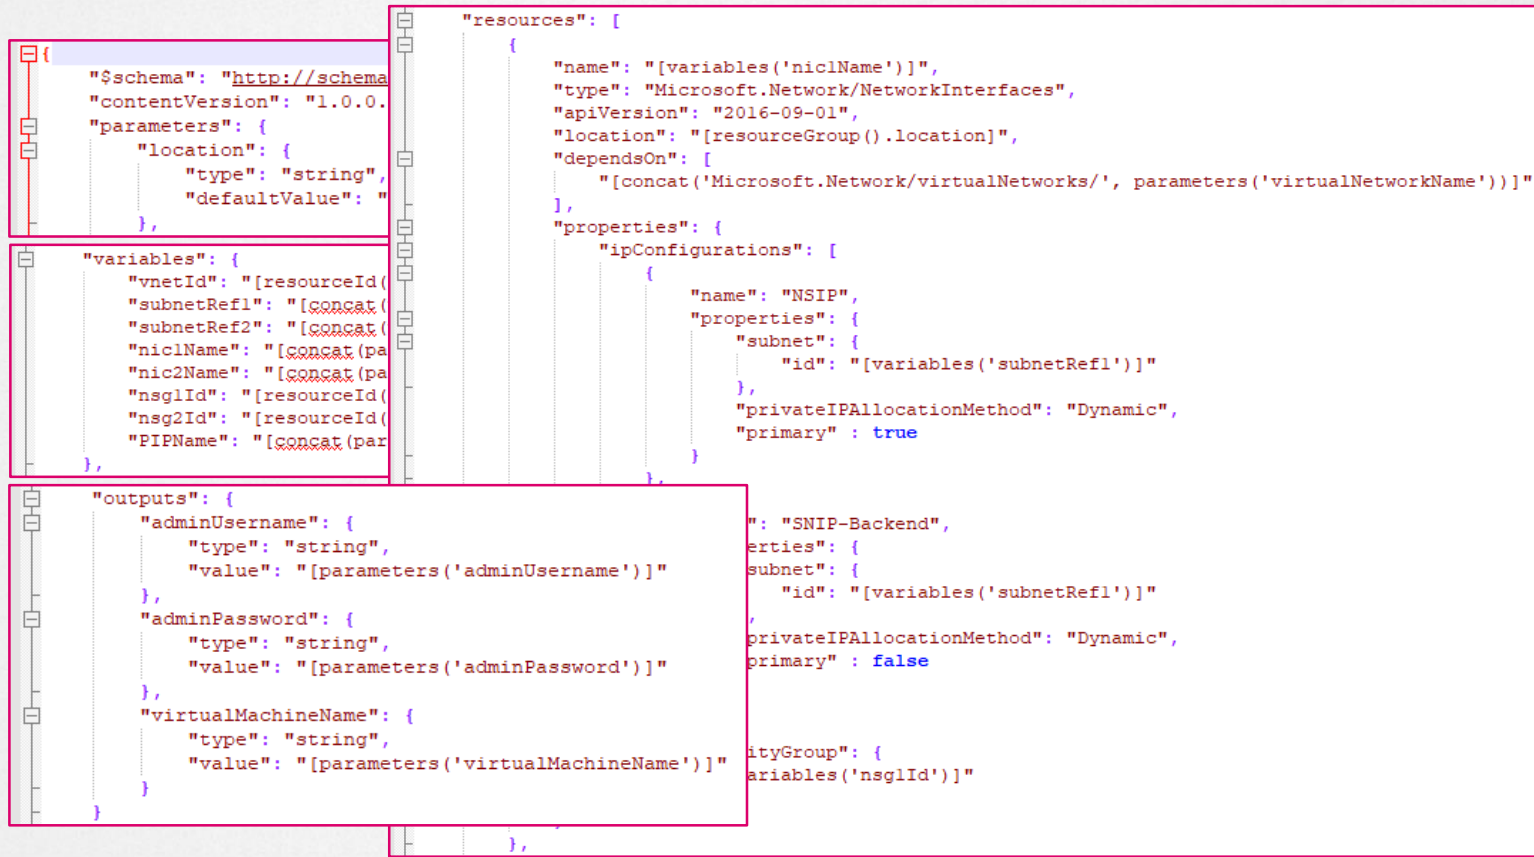 {
"$schema": "http://schema
"contentVersion": "1.0.0.
"parameters": {
"location": {
"type": "string",
"defaultValue": "
},
"variables": {
"vnetId": "[resourceId(
"subnetRef1": "[concat(
"subnetRef2": "[concat(
"nic1Name": "[concat(pa
"nic2Name": "[concat(pa
"nsg1Id": "[resourceId(
"nsg2Id": "[resourceId(
"PIPName": "[concat(par
},
"outputs": {
"adminUsername": {
"type": "string",
"value": "[parameters('adminUsername')]"
},
"adminPassword": {
"type": "string",
"value": "[parameters('adminPassword')]"
},
"virtualMachineName": {
"type": "string",
"value": "[parameters('virtualMachineName')]"
}
}
"resources": [
{
"name": "[variables('nic1Name')]",
"type": "Microsoft.Network/NetworkInterfaces",
"apiVersion": "2016-09-01",
"location": "[resourceGroup().location]",
"dependsOn": [
"[concat('Microsoft.Network/virtualNetworks/', parameters('virtualNetworkName'))]"
],
"properties": {
"ipConfigurations": [
{
"name": "NSIP",
"properties": {
"subnet": {
"id": "[variables('subnetRef1')]"
},
"privateIPAllocationMethod": "Dynamic",
"primary" : true
}
},
": "SNIP-Backend",
erties": {
subnet": {
"id": "[variables('subnetRef1')]"
,
privateIPAllocationMethod": "Dynamic",
primary" : false
ityGroup": {
ariables('nsg1Id')]"
},